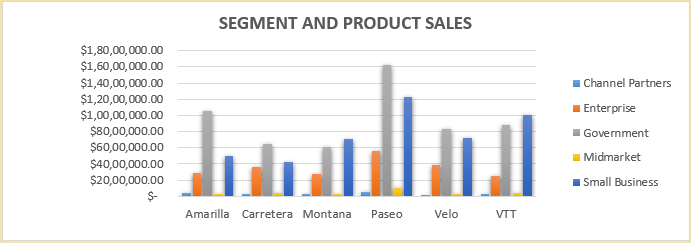 SEGMENT AND PRODUCT SALES
$1,80,00,000.00
$1,60,00,000.00
$1,40,00,000.00
$1,20,00,000.00
$1,00,00,000.00
$80,00,000.00
$60,00,000.00
$40,00,000.00
$20,00,000.00
$-
Amarilla Carretera Montana Paseo Velo VTT
Channel Partners
Enterprise
Government
Midmarket
Small Business